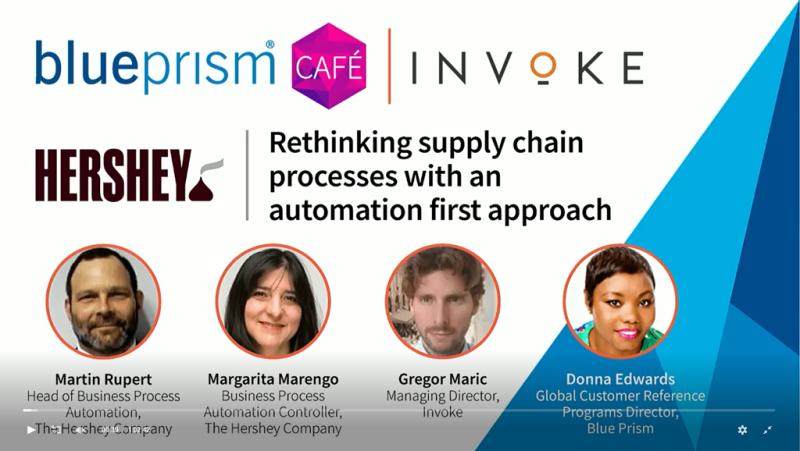 blueprism® CAFÉ INVOKE
HERSHEY
Rethinking supply chain
processes with an
automation first approach
Martin Rupert
Head of Business Process
Automation,
The Hershey Company
Margarita Marengo
Business Process
Automation Controller,
The Hershey Company
Gregor Maric
Managing Director,
Invoke
Donna Edwards
Global Customer Reference
Programs Director,
Blue Prism